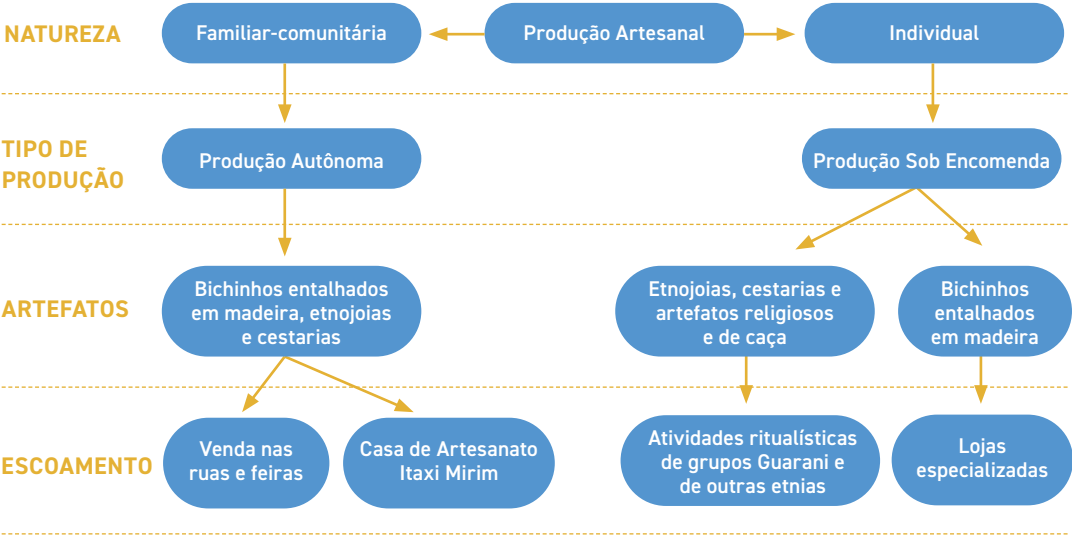 NATUREZA
Familiar-comunitária
Produção Artesanal
Individual
TIPO DE
PRODUÇÃO
Produção Autônoma
Produção Sob Encomenda
ARTEFATOS
Bichinhos entalhados
em madeira, etnojoias
e cestarias
Etnojoias, cestarias e
artefatos religiosos
e de caça
Bichinhos
entalhados
em madeira
ESCOAMENTO
Venda nas
ruas e feiras
Casa de Artesanato
Itaxi Mirim
Atividades ritualísticas
de grupos Guarani e
de outras etnias
Lojas
especializadas